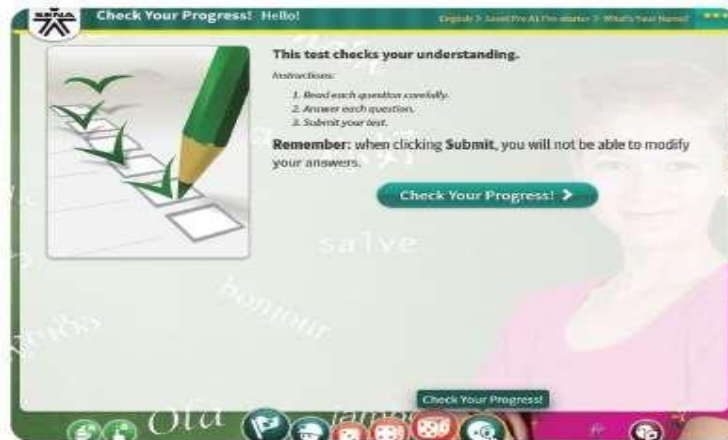 SENA
Check Your Progress! Hello!
English > Level Pre A1 Pre-starter > What's Your Name?
This test checks your understanding.
Instructions:
1. Read each question carefully.
2. Answer each question.
3. Submit your test.
Remember: when clicking Submit, you will not be able to modify
your answers.
Check Your Progress! >
salve
bonjour
Check Your Progress!
Olá